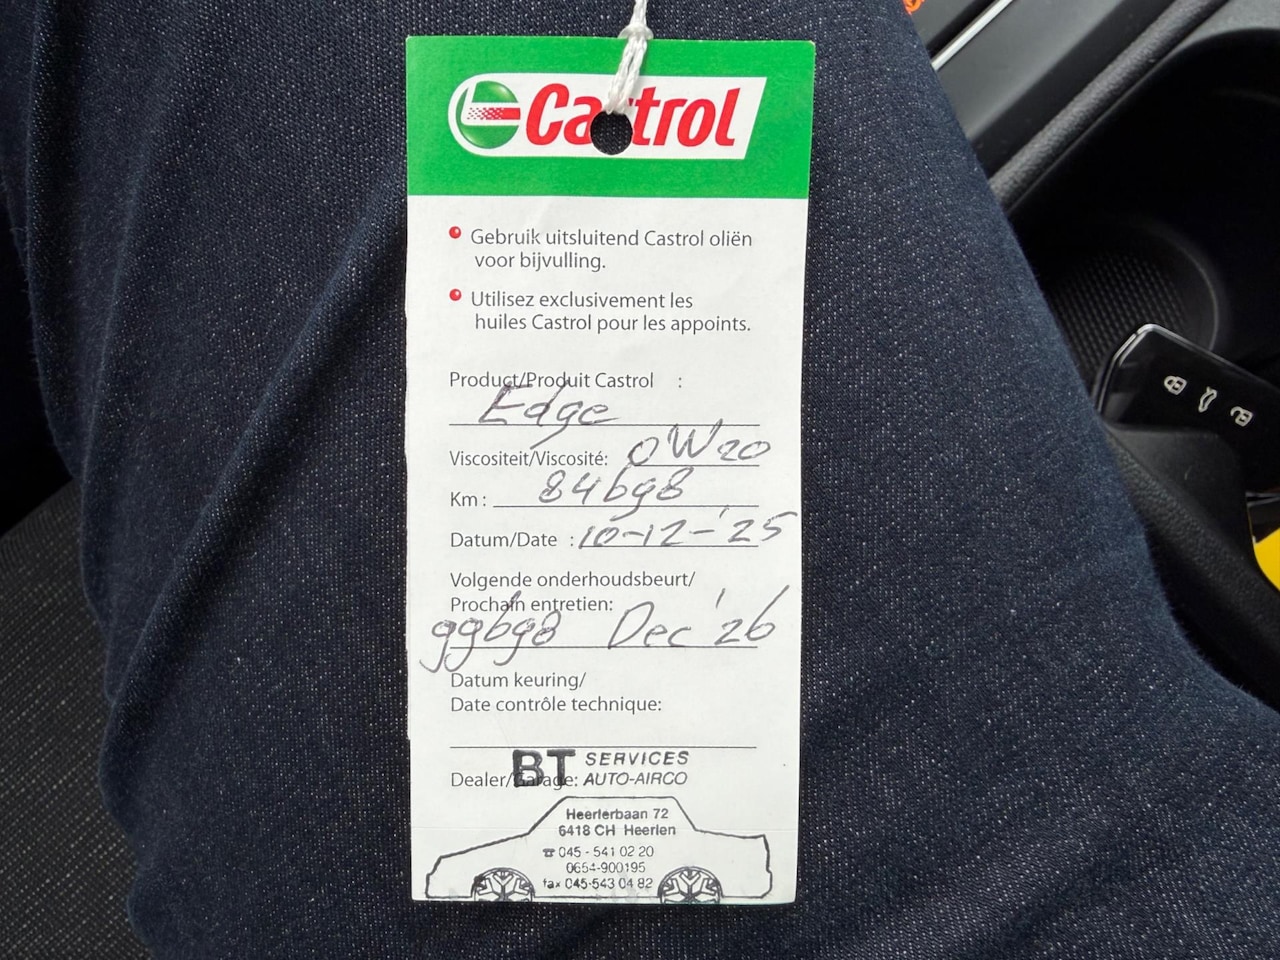 Castrol
Gebruik uitsluitend Castrol oliën
voor bijvulling.
Utilisez exclusivement les
huiles Castrol pour les appoints.
Product/Produit Castrol :
Edge
Viscositeit/Viscosité: 0W20
Km : 84698
Datum/Date : 10-12-'25
Volgende onderhoudsbeurt/
Prochain entretien:
99698 Dec '26
Datum keuring/
Date contrôle technique:
BT SERVICES
Dealer/Garage: AUTO-AIRCO
Heerlerbaan 72
6418 CH Heerlen
☎ 045 - 541 02 20
0654-900195
fax 045-543 04 82